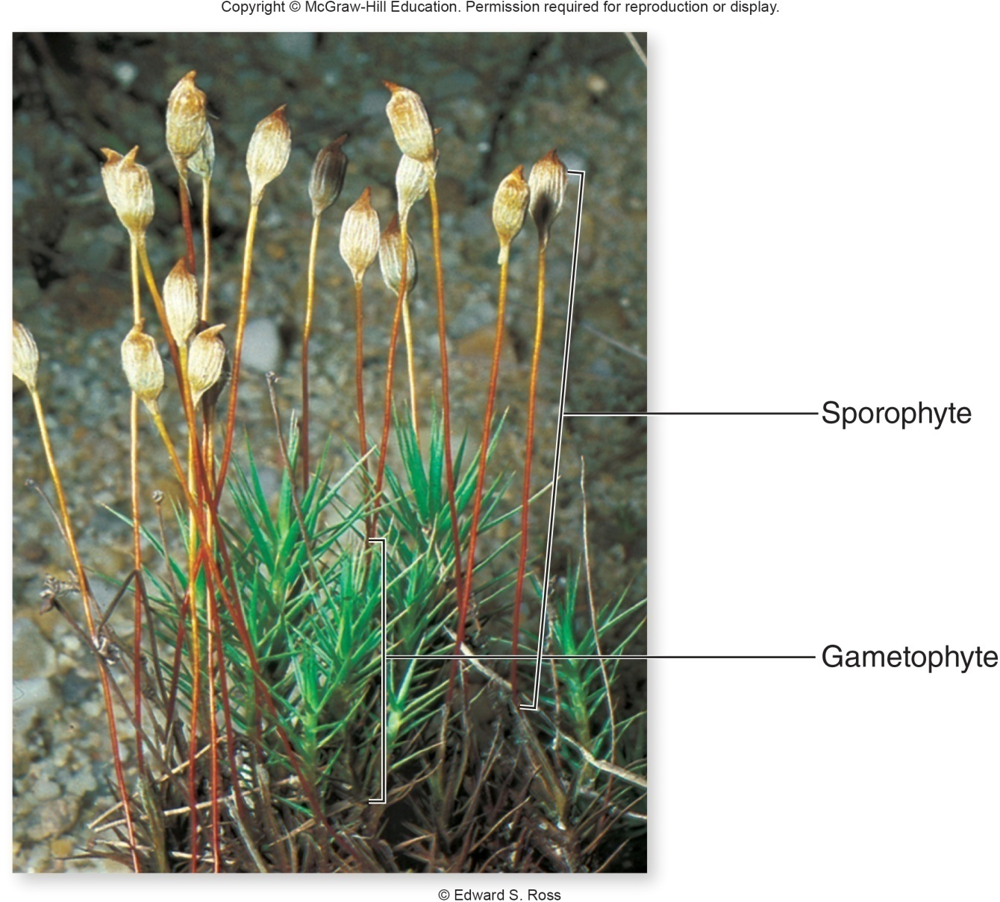 Copyright © McGraw-Hill Education. Permission required for reproduction or display.
Sporophyte
Gametophyte
© Edward S. Ross